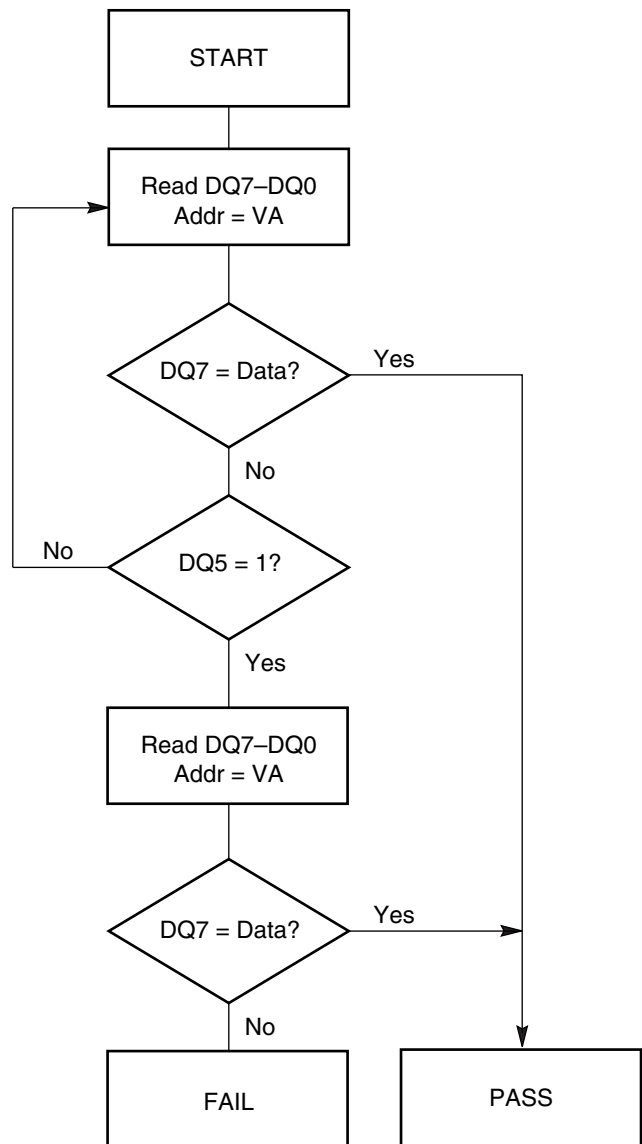 START
Read DQ7–DQ0
Addr = VA
DQ7 = Data?
Yes
No
DQ5 = 1?
No
Yes
Read DQ7–DQ0
Addr = VA
DQ7 = Data?
Yes
No
FAIL
PASS